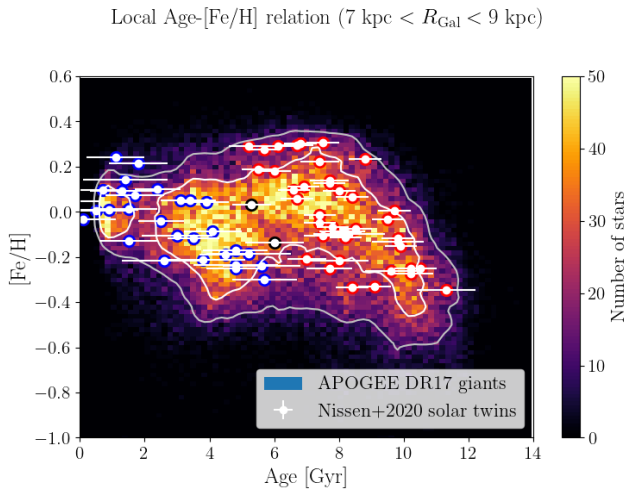 Local Age-[Fe/H] relation (7 kpc < R_Gal < 9 kpc)
0.6
0.4
0.2
0.0
−0.2
−0.4
−0.6
−0.8
−1.0
[Fe/H]
0 2 4 6 8 10 12 14
Age [Gyr]
APOGEE DR17 giants
Nissen+2020 solar twins
50
40
30
20
10
0
Number of stars